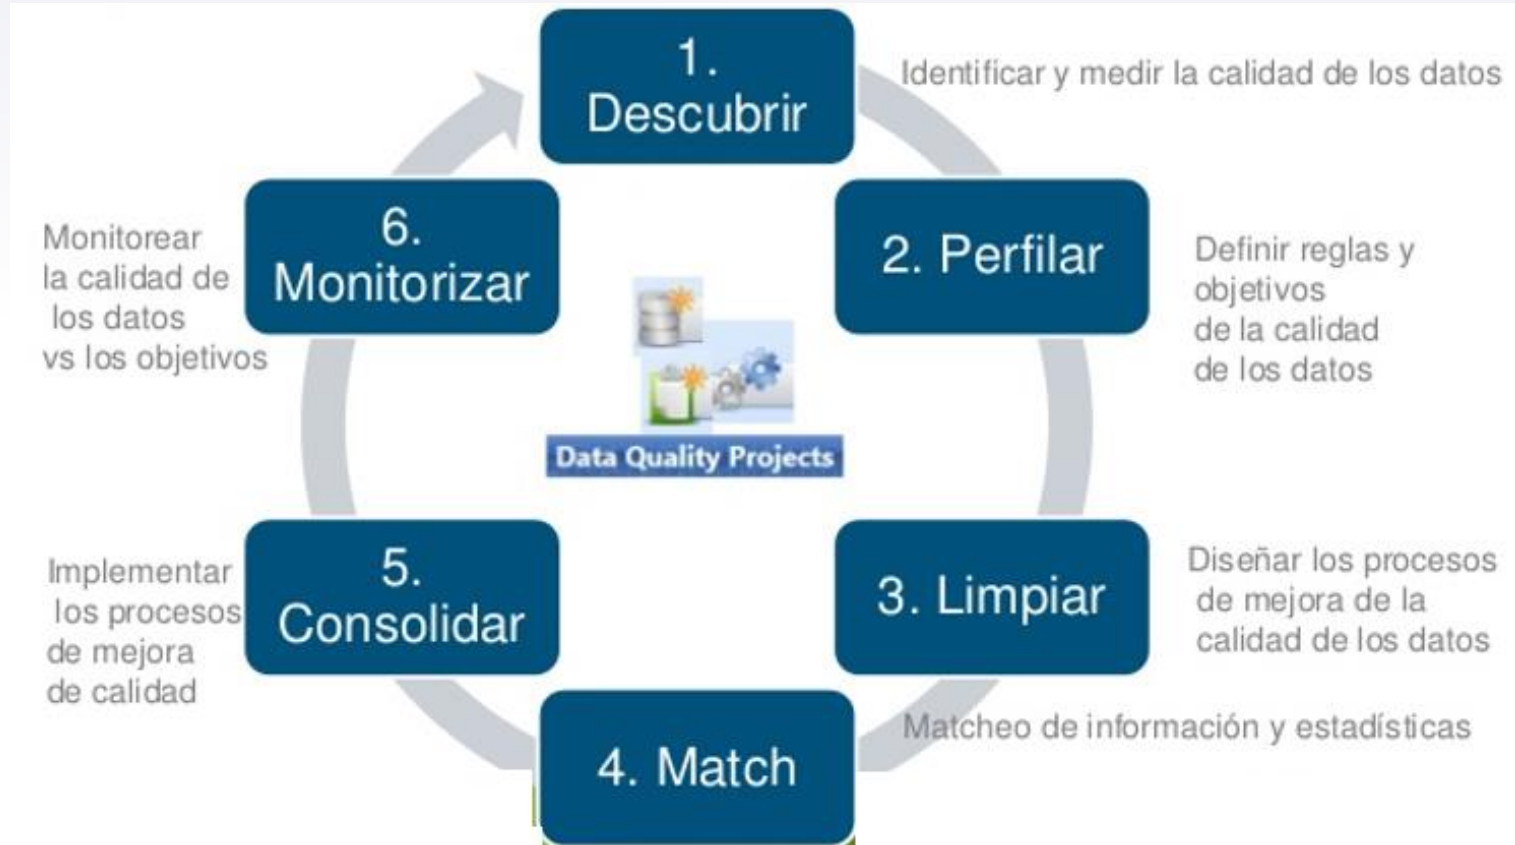 1.
Descubrir
Identificar y medir la calidad de los datos
2. Perfilar
Definir reglas y
objetivos
de la calidad
de los datos
3. Limpiar
Diseñar los procesos
de mejora de la
calidad de los datos
4. Match
Matcheo de información y estadísticas
5.
Consolidar
Implementar
los procesos
de mejora
de calidad
6.
Monitorizar
Monitorear
la calidad de
los datos
vs los objetivos
Data Quality Projects